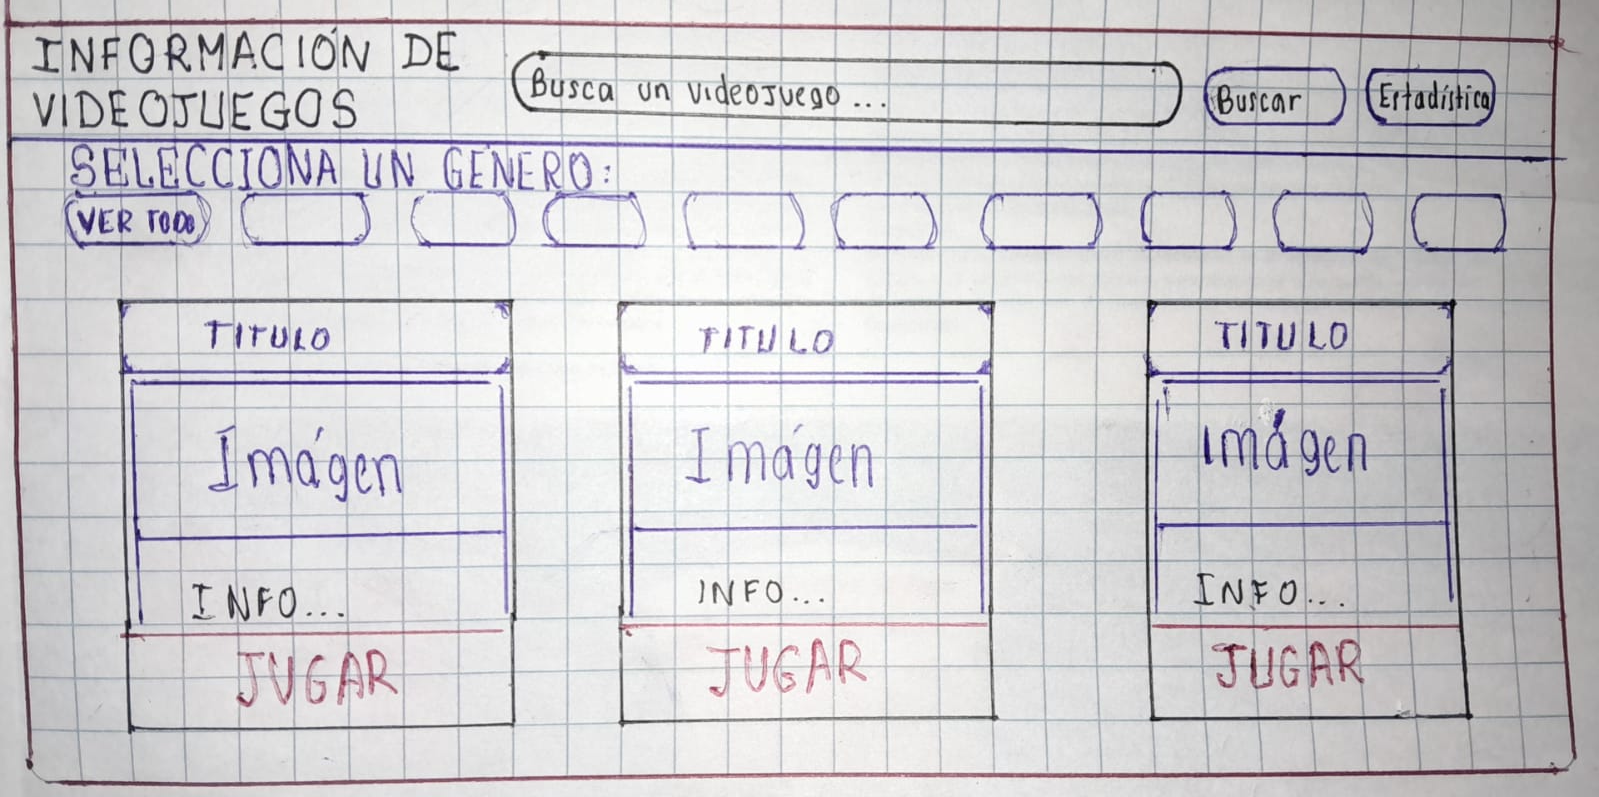 INFORMACIÓN DE
VIDEOJUEGOS
Busca un videojuego...
Buscar
Estadística
SELECCIONA UN GÉNERO:
VER TODO
TITULO
TITULO
TITULO
Imágen
Imágen
Imágen
INFO...
INFO...
INFO...
JUGAR
JUGAR
JUGAR